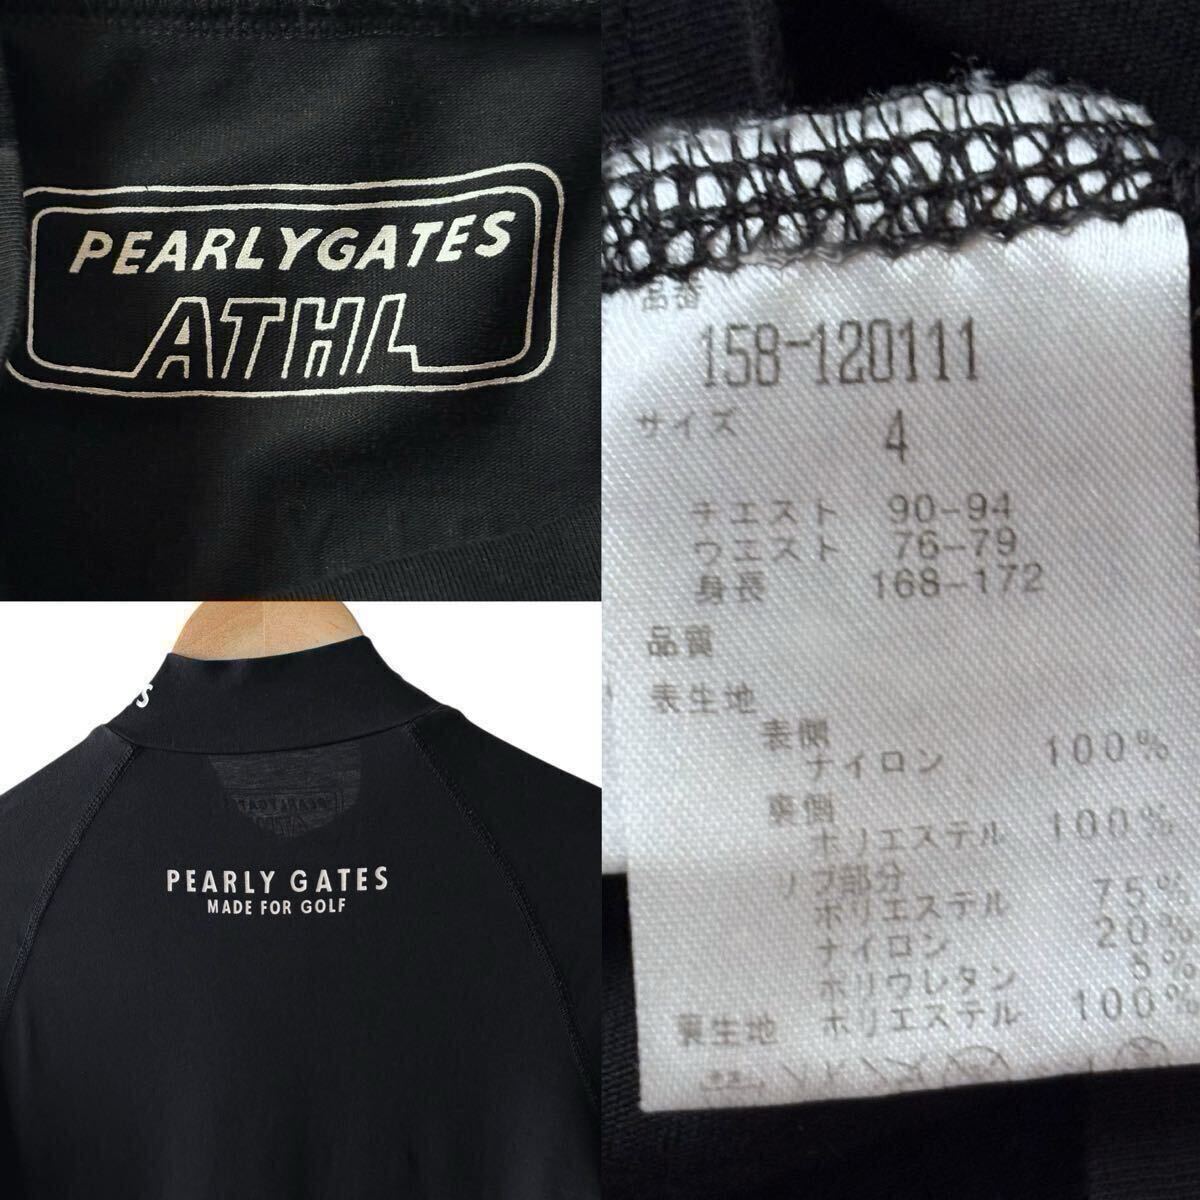 PEARLYGATES
ATHL
品番
158-120111
サイズ 4
チエスト 90-94
ウエスト 76-79
身長 168-172
品質
表生地
表側
ナイロン 100%
裏側
ポリエステル 100%
リブ部分
ポリエステル 75%
ナイロン 20%
ポリウレタン 5%
裏生地 ポリエステル 100%
PEARLY GATES
MADE FOR GOLF